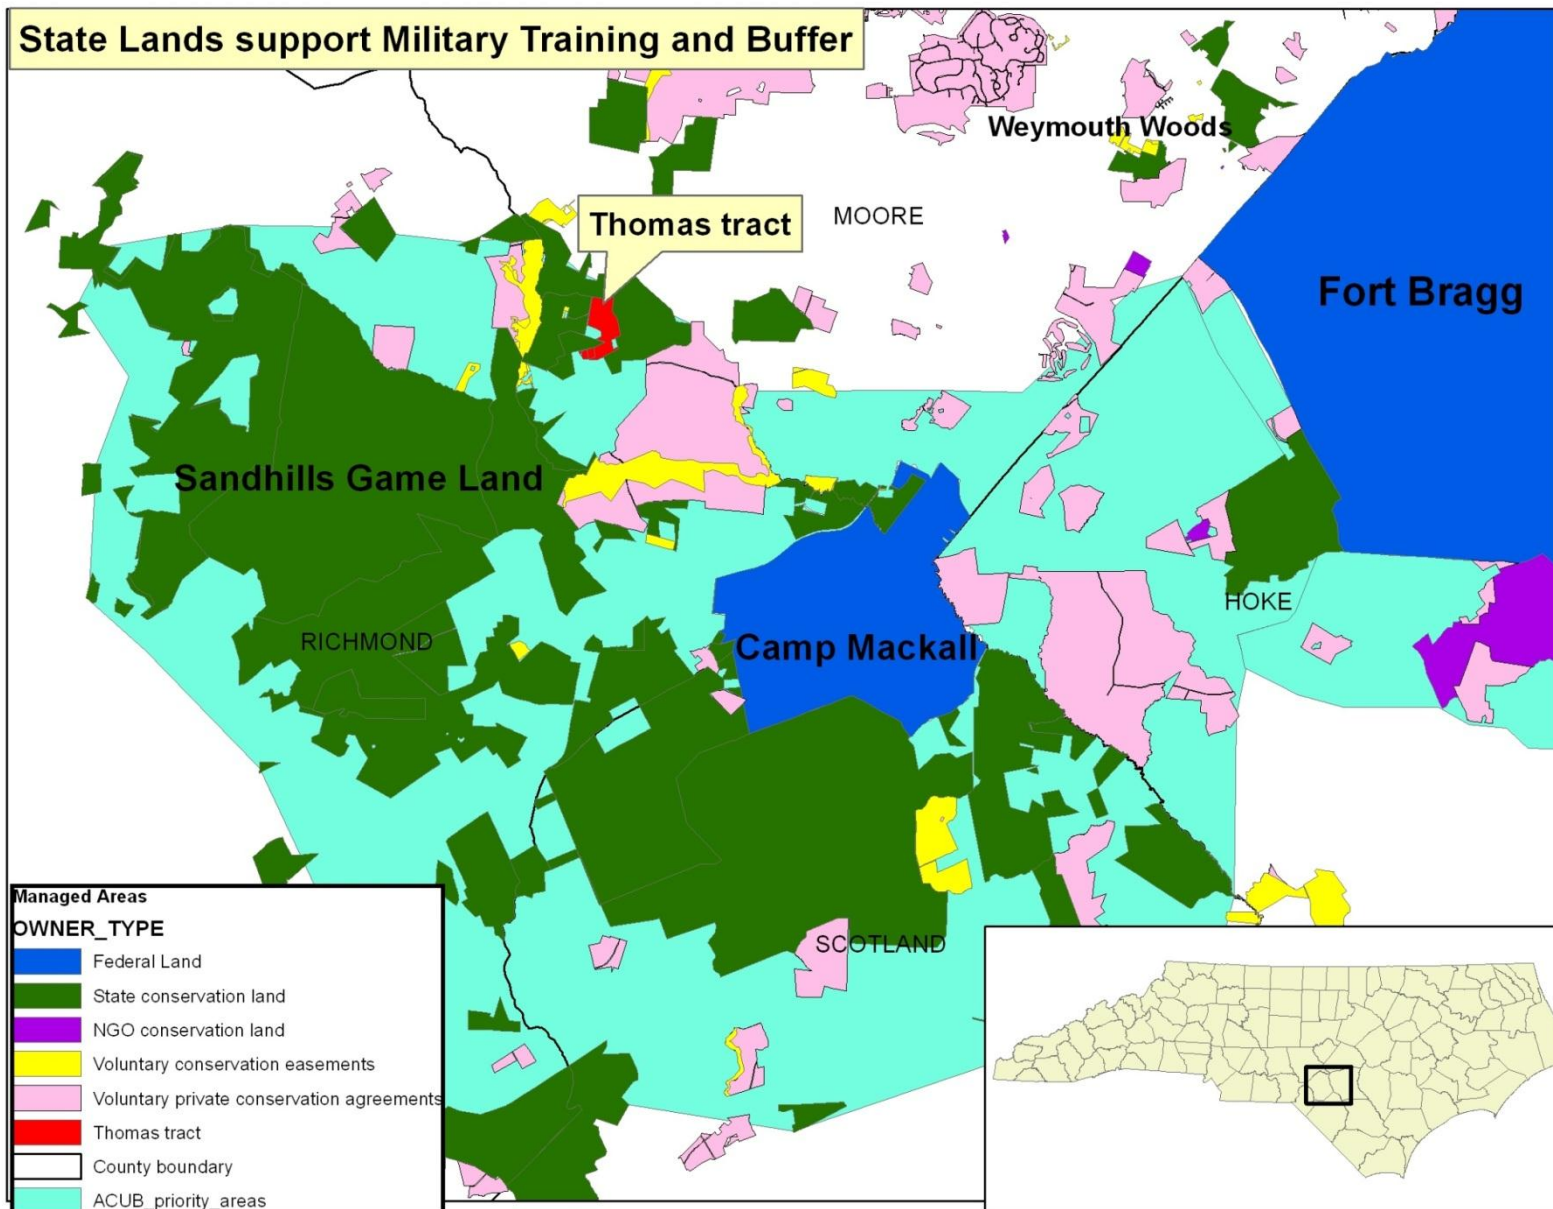 State Lands support Military Training and Buffer
Weymouth Woods
Thomas tract
MOORE
Fort Bragg
Sandhills Game Land
HOKE
RICHMOND
Camp Mackall
SCOTLAND
Managed Areas
OWNER_TYPE
Federal Land
State conservation land
NGO conservation land
Voluntary conservation easements
Voluntary private conservation agreements
Thomas tract
County boundary
ACUB_priority_areas